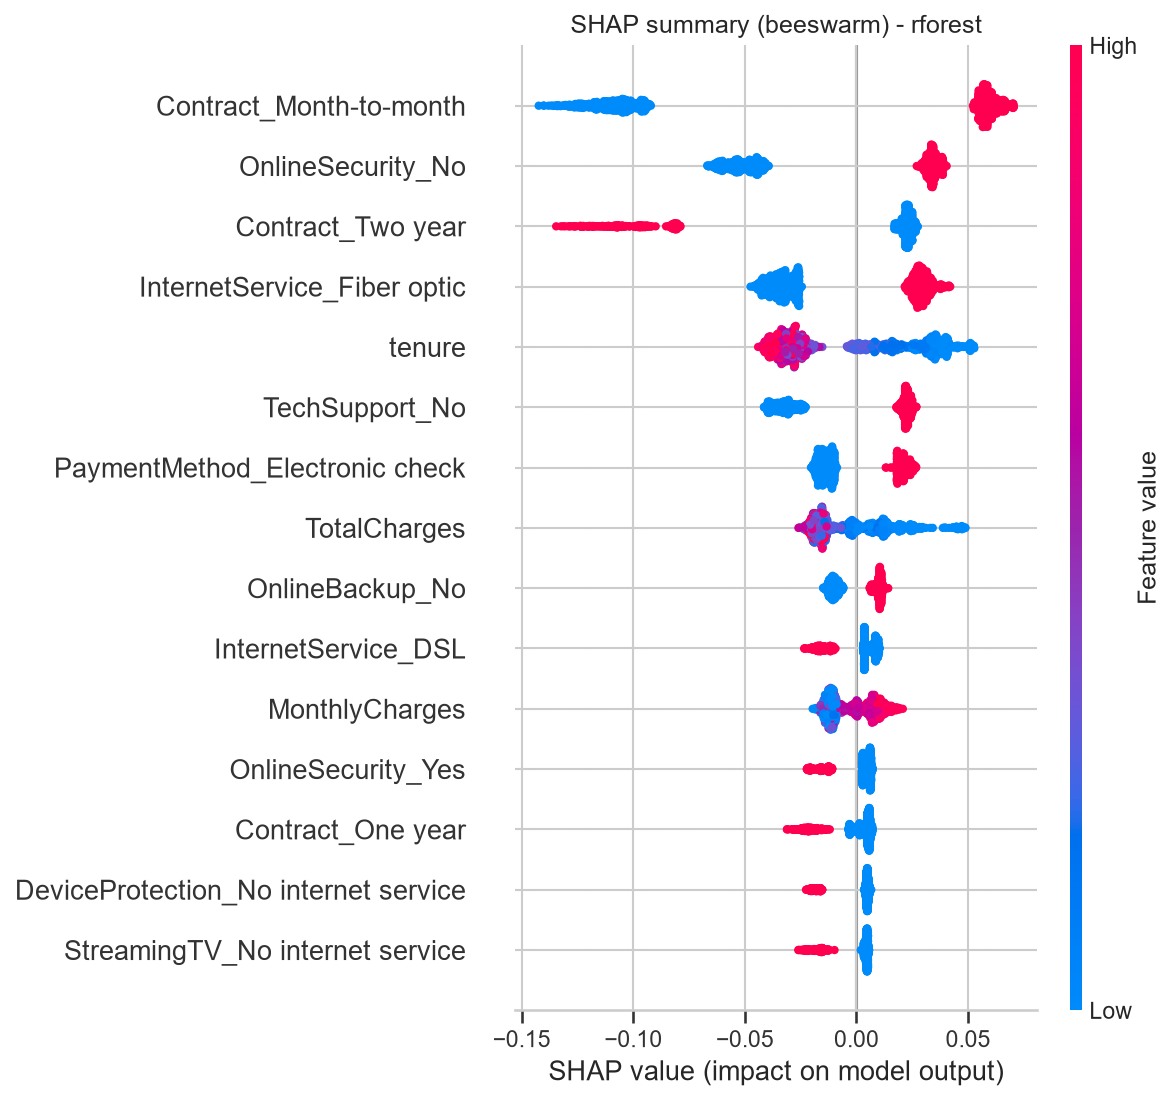 SHAP summary (beeswarm) - rforest
High
Contract_Month-to-month
OnlineSecurity_No
Contract_Two year
InternetService_Fiber optic
tenure
TechSupport_No
PaymentMethod_Electronic check
TotalCharges
OnlineBackup_No
InternetService_DSL
MonthlyCharges
OnlineSecurity_Yes
Contract_One year
DeviceProtection_No internet service
StreamingTV_No internet service
Feature value
Low
−0.15 −0.10 −0.05 0.00 0.05
SHAP value (impact on model output)